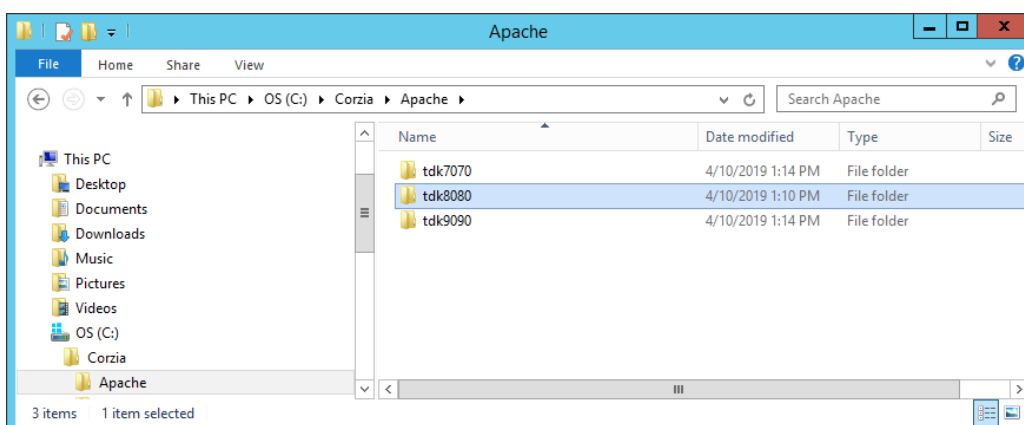 Apache
File Home Share View
This PC OS (C:) Corzia Apache Search Apache
Name Date modified Type Size
This PC
tdk7070 4/10/2019 1:14 PM File folder
Desktop
tdk8080 4/10/2019 1:10 PM File folder
Documents
tdk9090 4/10/2019 1:14 PM File folder
Downloads
Music
Pictures
Videos
OS (C:)
Corzia
Apache
3 items 1 item selected